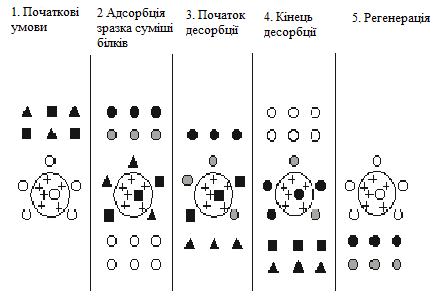 1. Початкові
умови
2 Адсорбція
зразка суміші
білків
3. Початок
десорбції
4. Кінець
десорбції
5. Регенерація